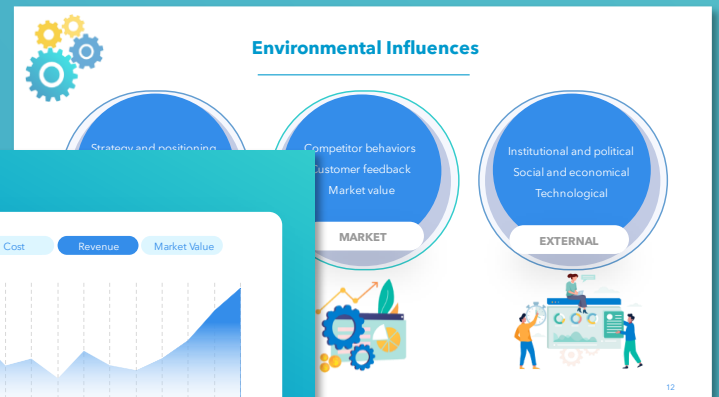 Environmental Influences
Strategy and positioning
Competitor behaviors
Customer feedback
Market value
MARKET
Institutional and political
Social and economical
Technological
EXTERNAL
Cost
Revenue
Market Value
12